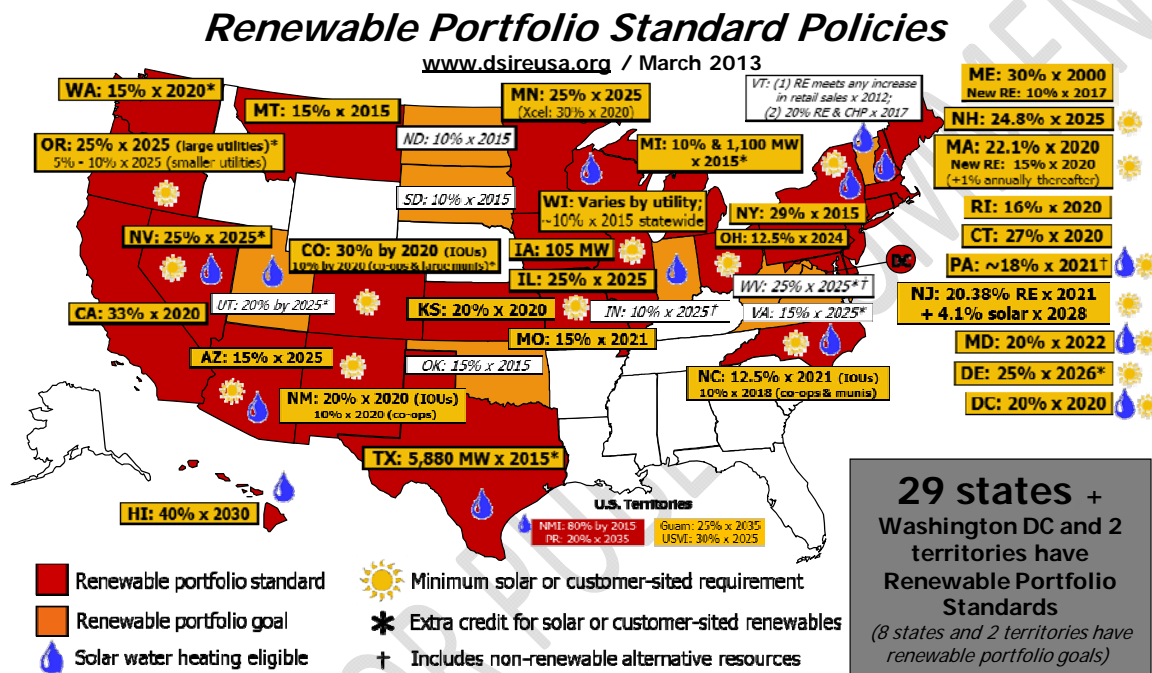 Renewable Portfolio Standard Policies
www.dsireusa.org / March 2013
WA: 15% x 2020*
MT: 15% x 2015
MN: 25% x 2025
(Xcel: 30% x 2020)
VT: (1) RE meets any increase
in retail sales x 2012;
(2) 20% RE & CHP x 2017
ME: 30% x 2000
New RE: 10% x 2017
NH: 24.8% x 2025
OR: 25% x 2025 (large utilities)*
5% - 10% x 2025 (smaller utilities)
ND: 10% x 2015
MI: 10% & 1,100 MW
x 2015*
MA: 22.1% x 2020
New RE: 15% x 2020
(+1% annually thereafter)
SD: 10% x 2015
WI: Varies by utility;
~10% x 2015 statewide
NY: 29% x 2015
RI: 16% x 2020
NV: 25% x 2025*
CO: 30% by 2020 (IOUs)
10% by 2020 (co-ops & large munis)*
IA: 105 MW
OH: 12.5% x 2024
CT: 27% x 2020
DC
PA: ~18% x 2021†
IL: 25% x 2025
WV: 25% x 2025*†
UT: 20% by 2025*
KS: 20% x 2020
IN: 10% x 2025†
VA: 15% x 2025*
NJ: 20.38% RE x 2021
+ 4.1% solar x 2028
CA: 33% x 2020
MO: 15% x 2021
MD: 20% x 2022
AZ: 15% x 2025
OK: 15% x 2015
DE: 25% x 2026*
NM: 20% x 2020 (IOUs)
10% x 2020 (co-ops)
NC: 12.5% x 2021 (IOUs)
10% x 2018 (co-ops & munis)
DC: 20% x 2020
TX: 5,880 MW x 2015*
HI: 40% x 2030
U.S. Territories
NMI: 80% by 2015
PR: 20% x 2035
Guam: 25% x 2035
USVI: 30% x 2025
29 states +
Washington DC and 2
territories have
Renewable Portfolio
Standards
(8 states and 2 territories have
renewable portfolio goals)
Renewable portfolio standard
Renewable portfolio goal
Solar water heating eligible
Minimum solar or customer-sited requirement
* Extra credit for solar or customer-sited renewables
† Includes non-renewable alternative resources